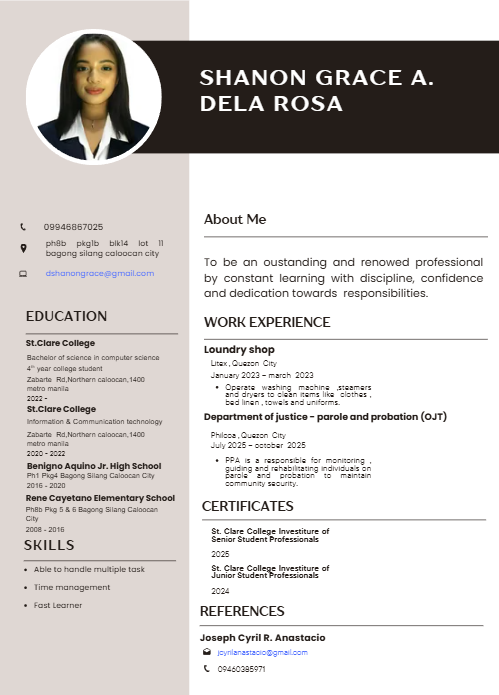 SHANON GRACE A.
DELA ROSA
09946867025
ph8b pkg1b blk14 lot 11
bagong silang caloocan city
dshanongrace@gmail.com
EDUCATION
St.Clare College
Bachelor of science in computer science
4th year college student
Zabarte Rd,Northern caloocan,1400
metro manila
2022 -
St.Clare College
Information & Communication technology
Zabarte Rd,Northern caloocan,1400
metro manila
2020 - 2022
Benigno Aquino Jr. High School
Ph1 Pkg4 Bagong Silang Caloocan City
2016 - 2020
Rene Cayetano Elementary School
Ph8b Pkg 5 & 6 Bagong Silang Caloocan
City
2008 - 2016
SKILLS
• Able to handle multiple task
• Time management
• Fast Learner
About Me
To be an oustanding and renowed professional
by constant learning with discipline, confidence
and dedication towards responsibilities.
WORK EXPERIENCE
Loundry shop
Litex , Quezon City
January 2023 – march 2023
• Operate washing machine ,steamers
and dryers to clean items like clothes ,
bed linen , towels and uniforms.
Department of justice - parole and probation (OJT)
Philcoa , Quezon City
July 2025 – october 2025
• PPA is a responsible for monitoring ,
guiding and rehabilitating individuals on
parole and probation to maintain
community security.
CERTIFICATES
St. Clare College Investiture of
Senior Student Professionals
2025
St. Clare College Investiture of
Junior Student Professionals
2024
REFERENCES
Joseph Cyril R. Anastacio
jcyrilanastacio@gmail.com
09460385971